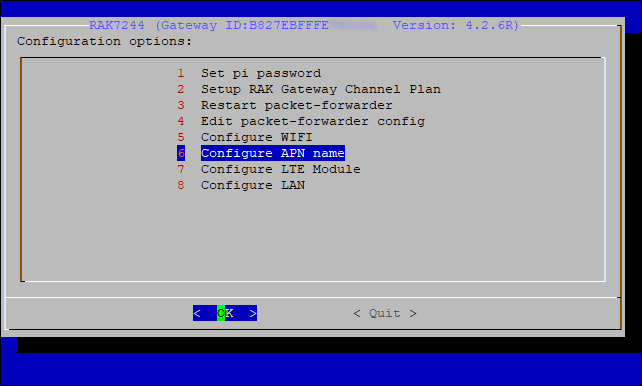 RAK7244 (Gateway ID:B827EBFFFE Version: 4.2.6R)
Configuration options:
1 Set pi password
2 Setup RAK Gateway Channel Plan
3 Restart packet-forwarder
4 Edit packet-forwarder config
5 Configure WIFI
6 Configure APN name
7 Configure LTE Module
8 Configure LAN
< OK > < Quit >